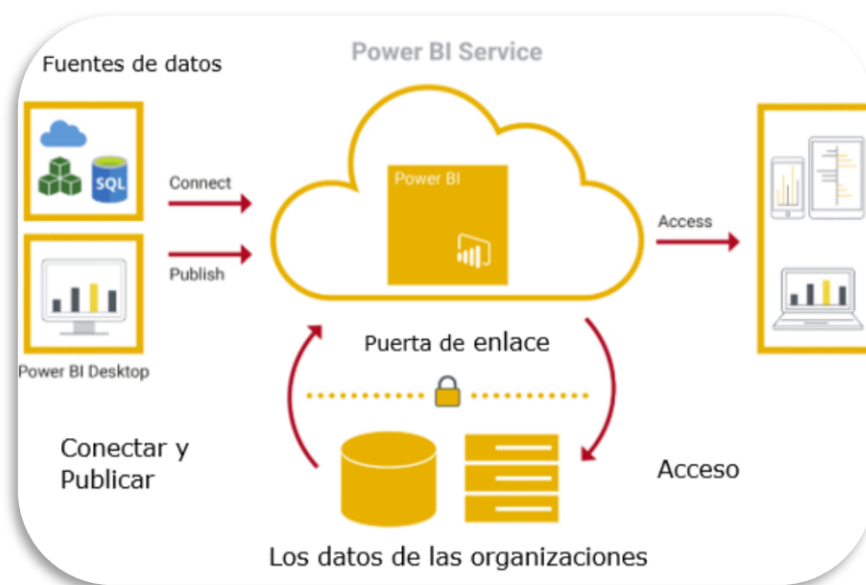 Power BI Service
Fuentes de datos
SQL
Connect
Power BI
Access
Publish
Power BI Desktop
Puerta de enlace
Conectar y
Publicar
Acceso
Los datos de las organizaciones